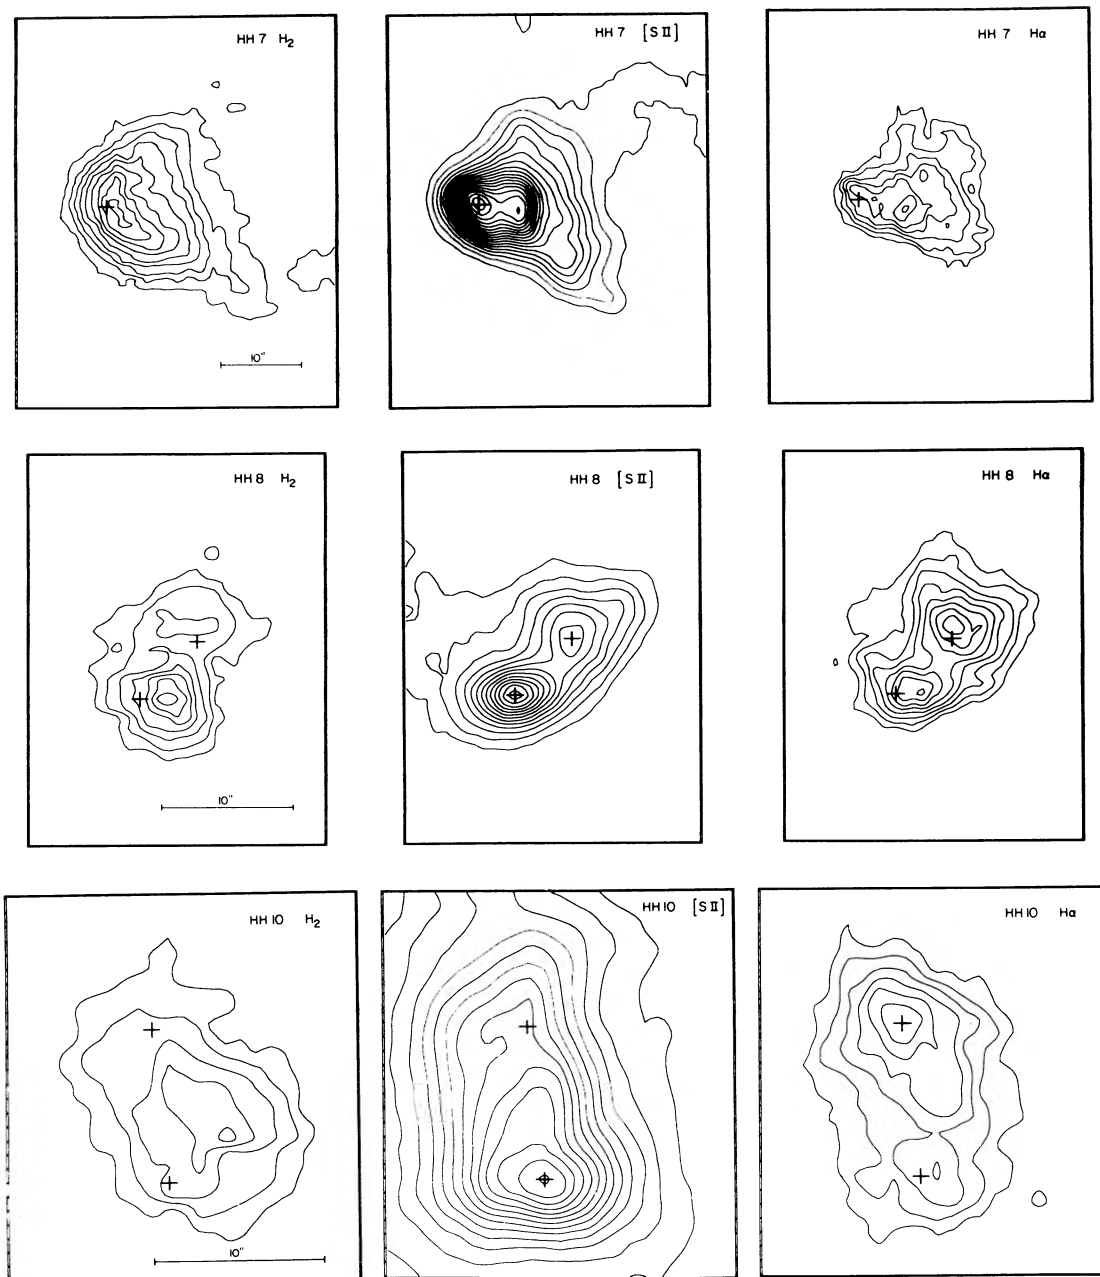 HH 7 H₂
HH 7 [S II]
HH 7 Hα
10"
HH 8 H₂
HH 8 [S II]
HH 8 Hα
10"
HH 10 H₂
HH 10 [S II]
HH 10 Hα
10"